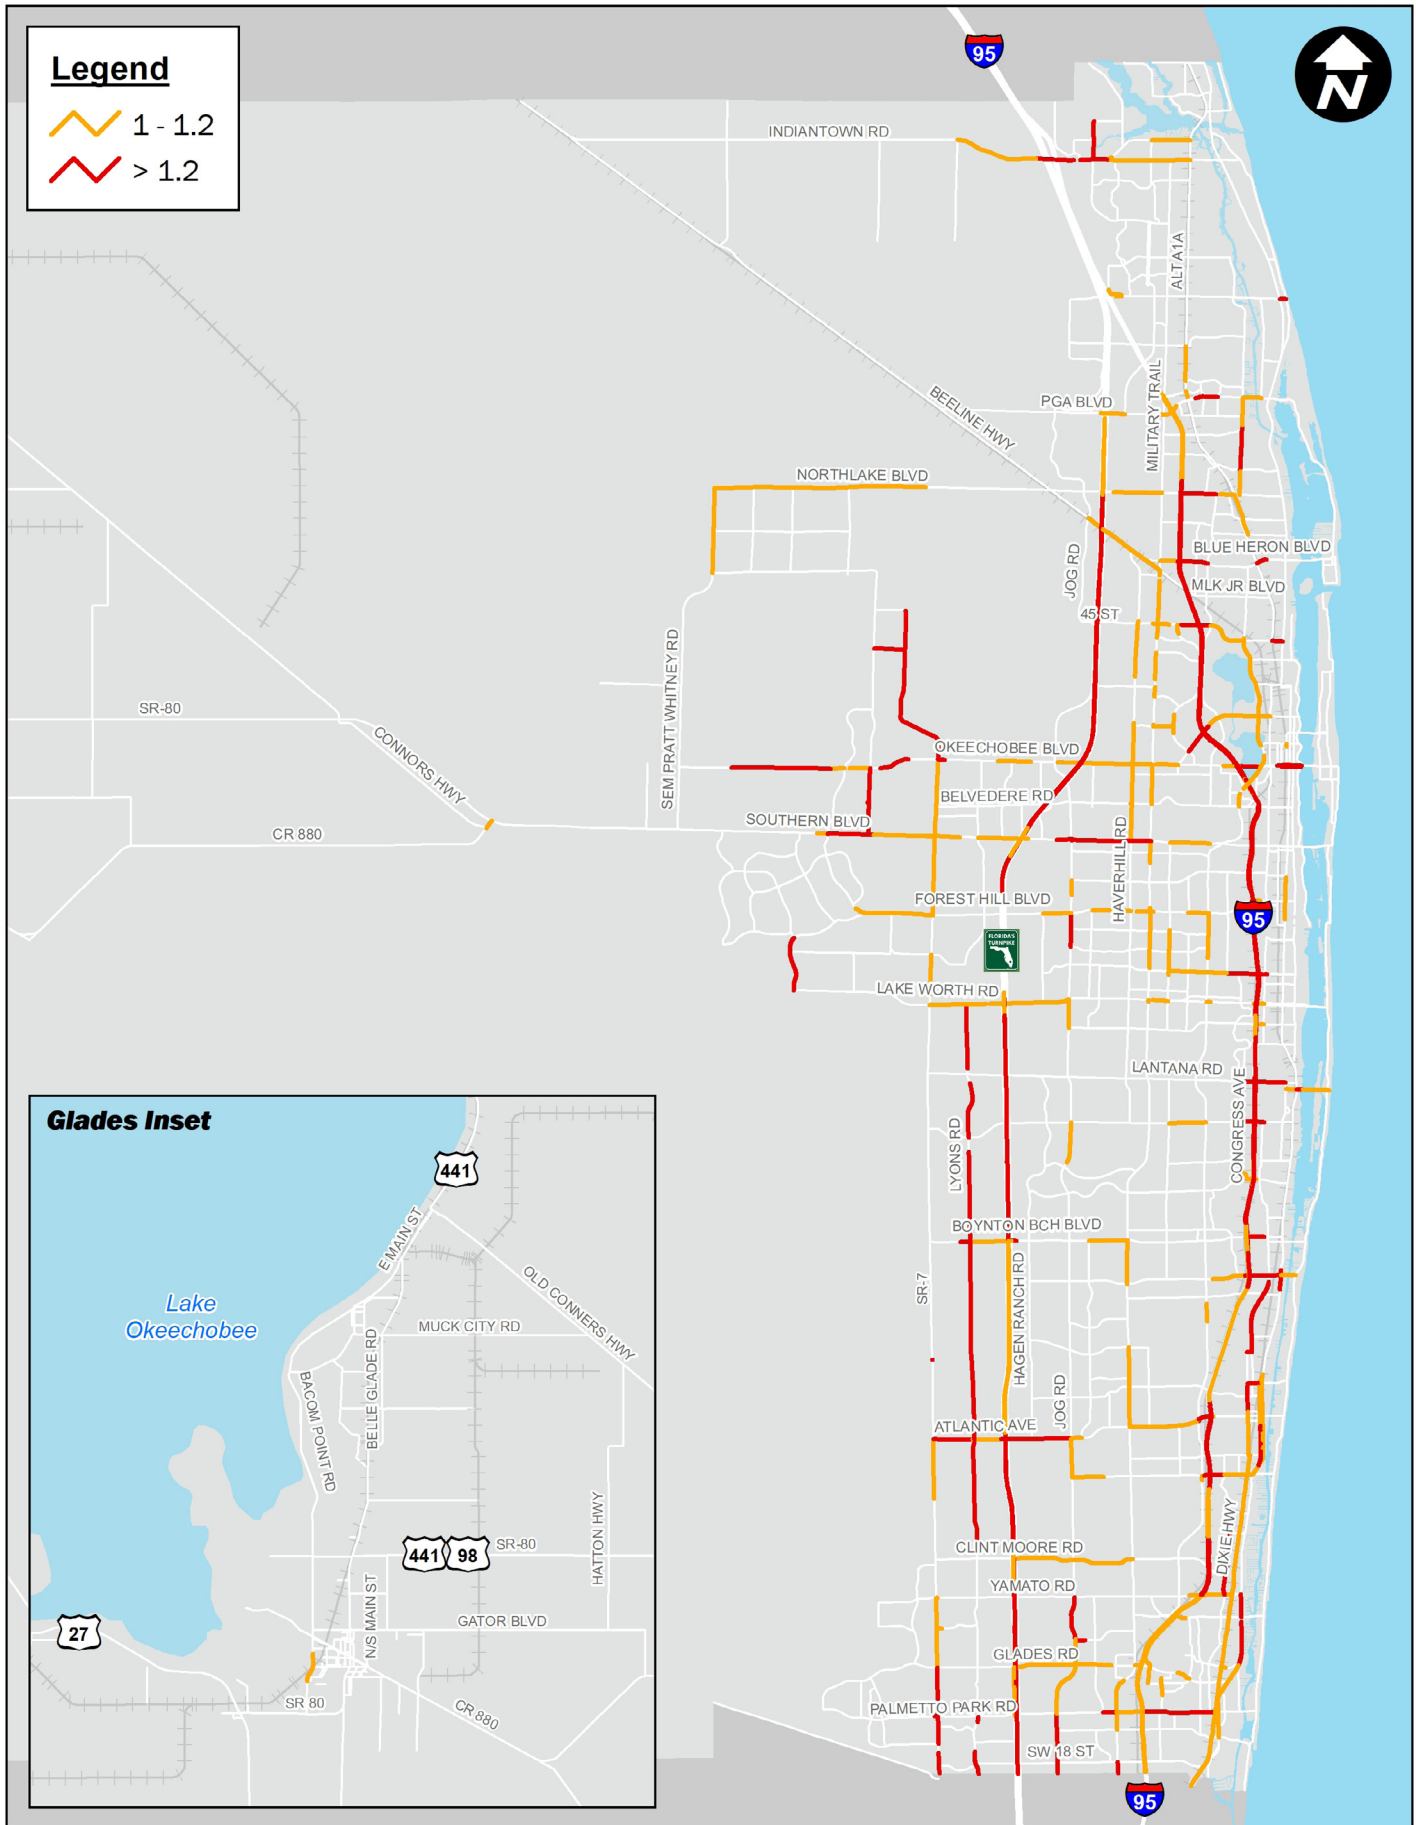 Legend
1 - 1.2
> 1.2
95
N
INDIANTOWN RD
ALT A1A
MILITARY TRAIL
PGA BLVD
BEELINE HWY
NORTHLAKE BLVD
BLUE HERON BLVD
JOG RD
MLK JR BLVD
45 ST
SEM PRATT WHITNEY RD
SR-80
CONNORS HWY
OKEECHOBEE BLVD
BELVEDERE RD
SOUTHERN BLVD
CR 880
HAVERHILL RD
FOREST HILL BLVD
95
FLORIDA'S
TURNPIKE
LAKE WORTH RD
LANTANA RD
CONGRESS AVE
LYONS RD
BOYNTON BCH BLVD
SR-7
HAGEN RANCH RD
JOG RD
ATLANTIC AVE
DIXIE HWY
CLINT MOORE RD
YAMATO RD
GLADES RD
PALMETTO PARK RD
SW 18 ST
95
Glades Inset
441
E MAIN ST
Lake
Okeechobee
OLD CONNERS HWY
MUCK CITY RD
BELLE GLADE RD
BACOM POINT RD
HATTON HWY
441
98
SR-80
N/S MAIN ST
GATOR BLVD
27
SR 80
CR 880